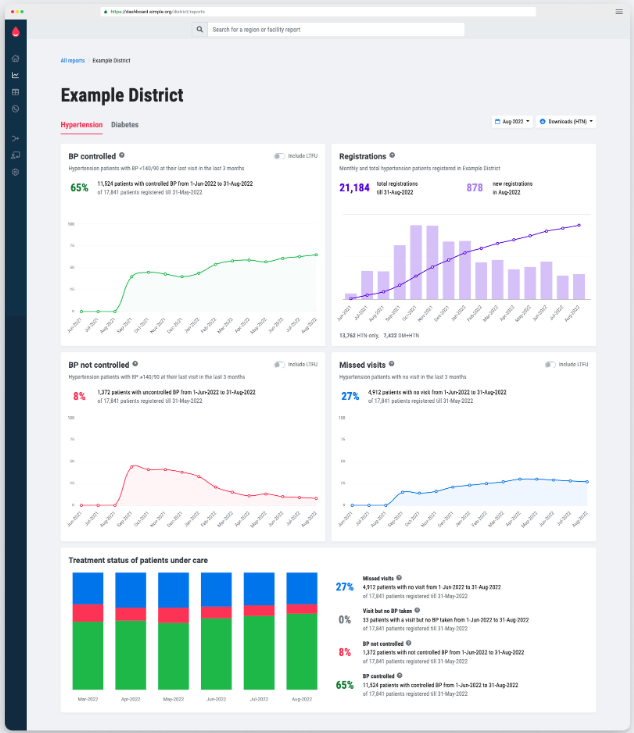 https://dashboard.simple.org/district/reports
Search for a region or facility report
All reports › Example District
Example District
Hypertension Diabetes
Aug-2022
Downloads (HTN)
BP controlled
Include LTFU
Hypertension patients with BP <140/90 at their last visit in the last 3 months
65%
11,524 patients with controlled BP from 1-Jun-2022 to 31-Aug-2022
of 17,841 patients registered till 31-May-2022
100
75
50
25
0
Jun-2021 Jul-2021 Aug-2021 Sep-2021 Oct-2021 Nov-2021 Dec-2021 Jan-2022 Feb-2022 Mar-2022 Apr-2022 May-2022 Jun-2022 Jul-2022 Aug-2022
Registrations
Monthly and total hypertension patients registered in Example District
21,184
total registrations
till 31-Aug-2022
878
new registrations
in Aug-2022
Jun-2021 Jul-2021 Aug-2021 Sep-2021 Oct-2021 Nov-2021 Dec-2021 Jan-2022 Feb-2022 Mar-2022 Apr-2022 May-2022 Jun-2022 Jul-2022 Aug-2022
13,762 HTN only, 7,422 DM+HTN
BP not controlled
Include LTFU
Hypertension patients with BP ≥140/90 at their last visit in the last 3 months
8%
1,372 patients with uncontrolled BP from 1-Jun-2022 to 31-Aug-2022
of 17,841 patients registered till 31-May-2022
100
75
50
25
0
Jun-2021 Jul-2021 Aug-2021 Sep-2021 Oct-2021 Nov-2021 Dec-2021 Jan-2022 Feb-2022 Mar-2022 Apr-2022 May-2022 Jun-2022 Jul-2022 Aug-2022
Missed visits
Include LTFU
Hypertension patients with no visit in the last 3 months
27%
4,912 patients with no visit from 1-Jun-2022 to 31-Aug-2022
of 17,841 patients registered till 31-May-2022
100
75
50
25
0
Jun-2021 Jul-2021 Aug-2021 Sep-2021 Oct-2021 Nov-2021 Dec-2021 Jan-2022 Feb-2022 Mar-2022 Apr-2022 May-2022 Jun-2022 Jul-2022 Aug-2022
Treatment status of patients under care
Mar-2022 Apr-2022 May-2022 Jun-2022 Jul-2022 Aug-2022
Missed visits
27%
4,912 patients with no visit from 1-Jun-2022 to 31-Aug-2022
of 17,841 patients registered till 31-May-2022
Visit but no BP taken
0%
33 patients with a visit but no BP taken from 1-Jun-2022 to 31-Aug-2022
of 17,841 patients registered till 31-May-2022
BP not controlled
8%
1,372 patients with not controlled BP from 1-Jun-2022 to 31-Aug-2022
of 17,841 patients registered till 31-May-2022
BP controlled
65%
11,524 patients with controlled BP from 1-Jun-2022 to 31-Aug-2022
of 17,841 patients registered till 31-May-2022